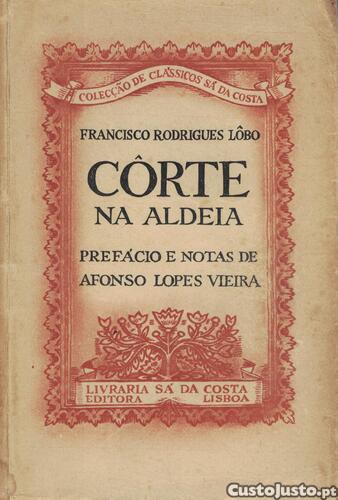 COLECÇÃO DE CLÁSSICOS SÁ DA COSTA
FRANCISCO RODRIGUES LÔBO
CÔRTE
NA ALDEIA
PREFÁCIO E NOTAS DE
AFONSO LOPES VIEIRA
LIVRARIA SÁ DA COSTA
EDITORA LISBOA
CustoJusto.pt